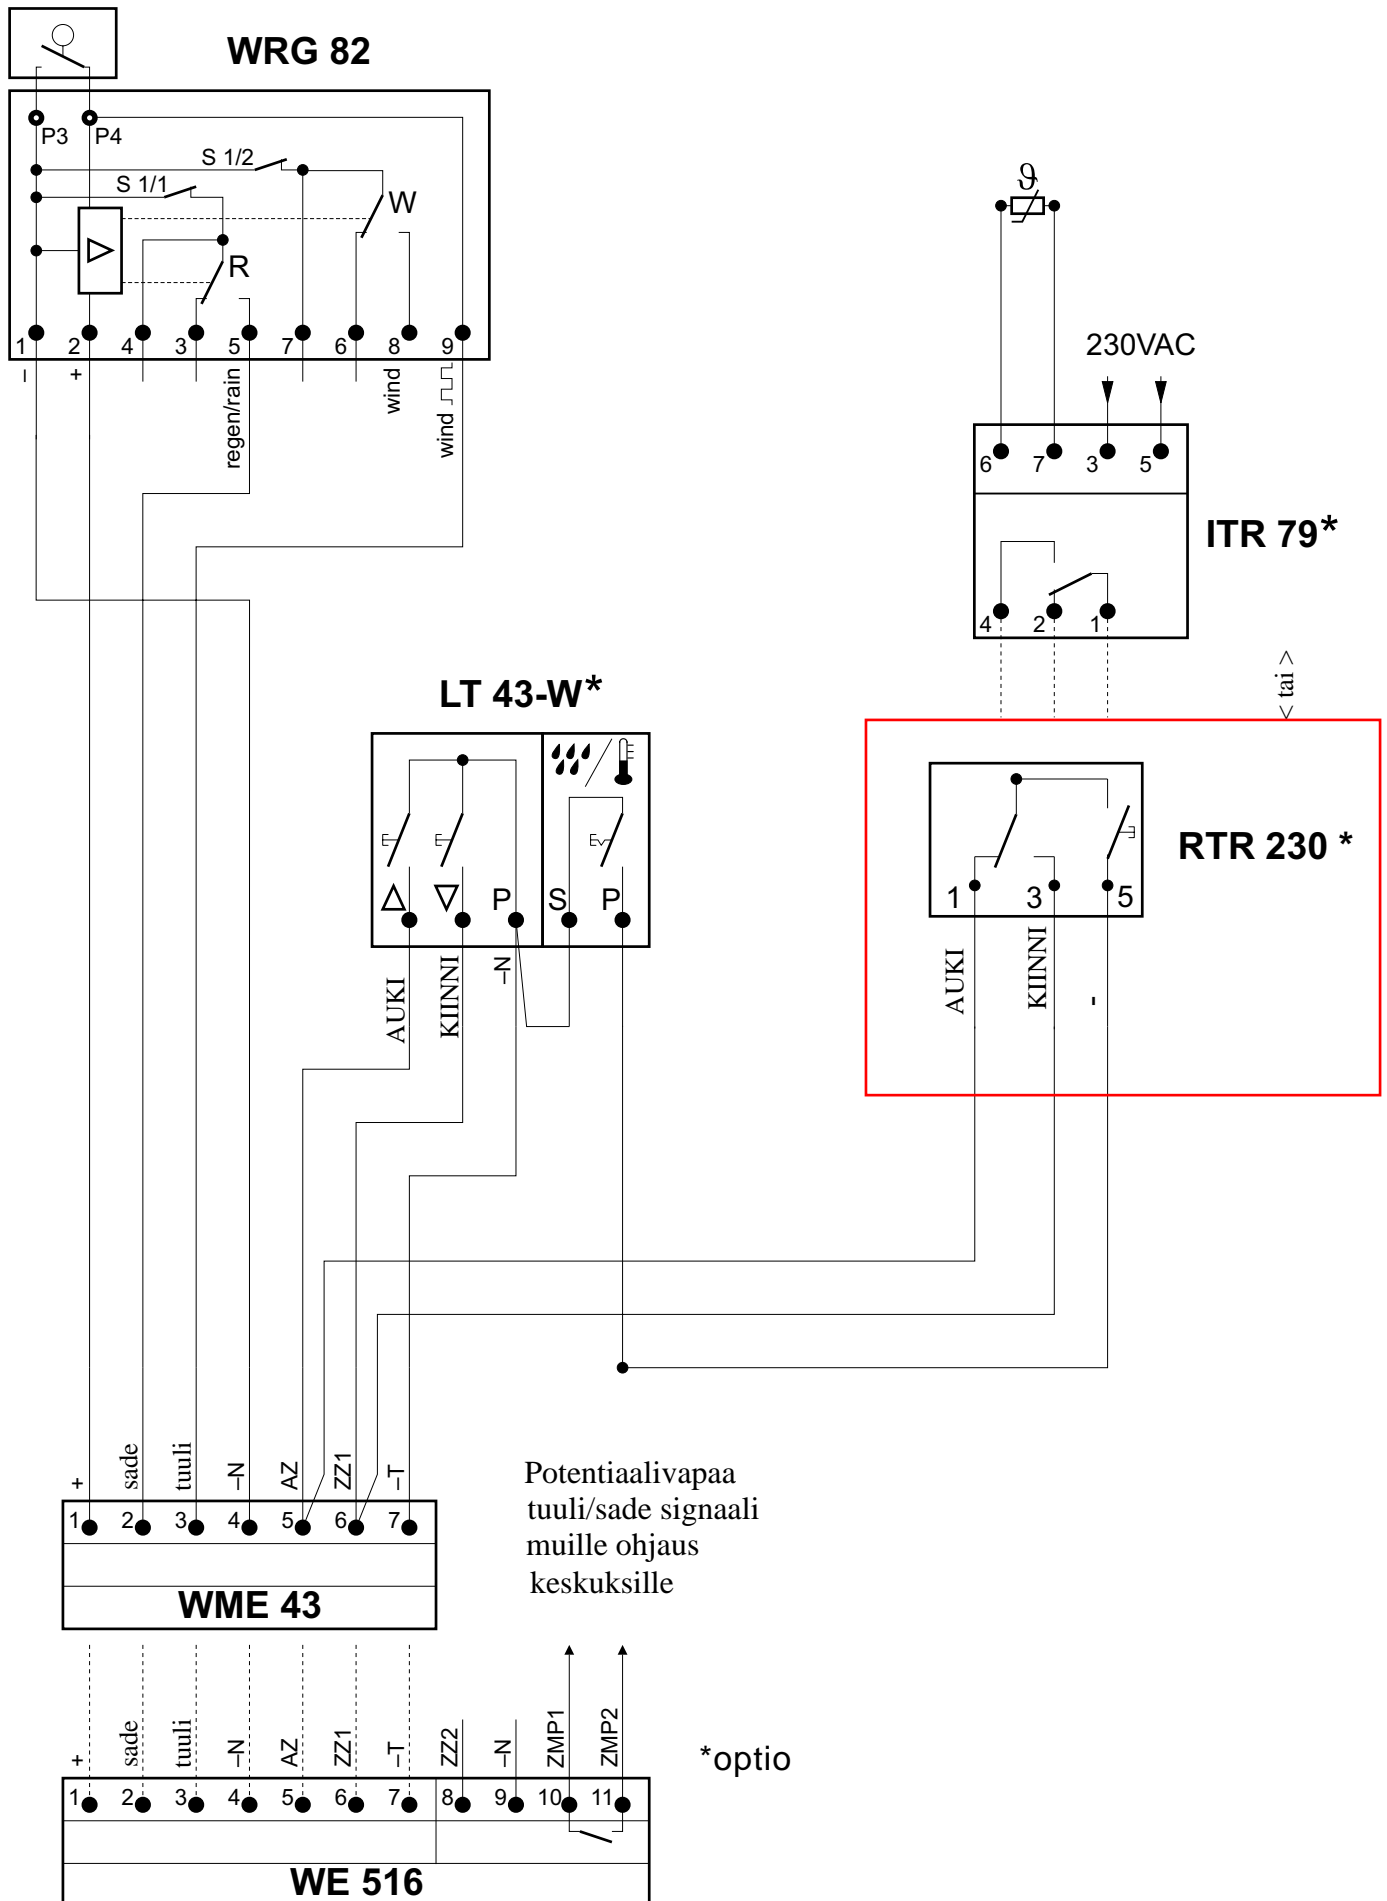 WRG 82
P3 P4
S 1/2
S 1/1
W
R
1 2 4 3 5 7 6 8 9
– + regen/rain wind wind
ϑ
230VAC
6 7 3 5
ITR 79*
4 2 1
< tai >
LT 43-W*
P S P
AUKI KIINNI –N
RTR 230 *
1 3 5
AUKI KIINNI -
+ sade tuuli –N AZ ZZ1 –T
1 2 3 4 5 6 7
WME 43
Potentiaalivapaa
tuuli/sade signaali
muille ohjaus
keskuksille
+ sade tuuli –N AZ ZZ1 –T ZZ2 –N ZMP1 ZMP2
1 2 3 4 5 6 7 8 9 10 11
WE 516
*optio